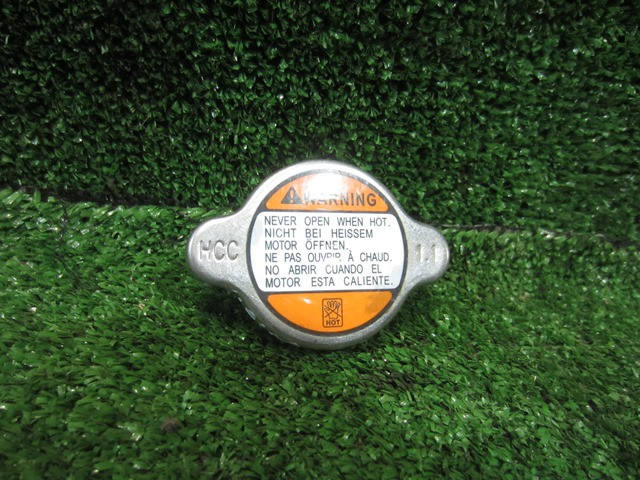 WARNING
NEVER OPEN WHEN HOT.
NICHT BEI HEISSEM
MOTOR ÖFFNEN.
NE PAS OUVRIR À CHAUD.
NO ABRIR CUANDO EL
MOTOR ESTA CALIENTE.
HCC
1.1
HOT